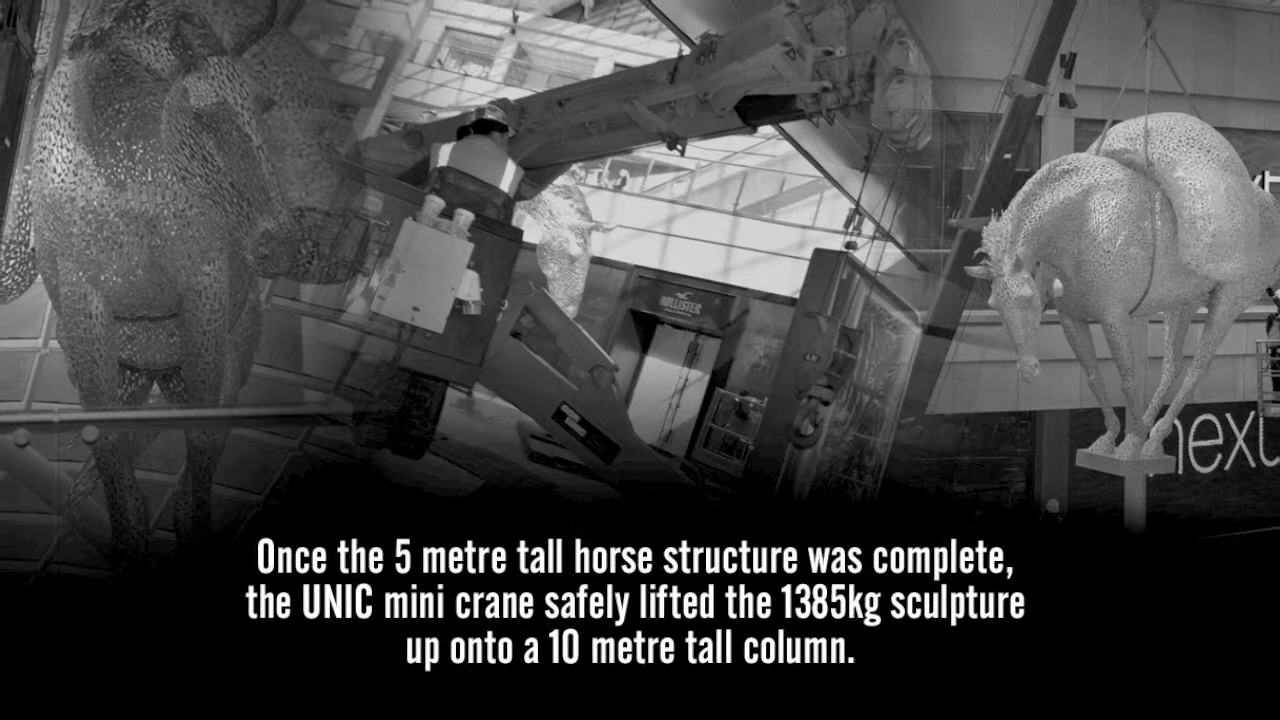 HOLLISTER
next
Once the 5 metre tall horse structure was complete,
the UNIC mini crane safely lifted the 1385kg sculpture
up onto a 10 metre tall column.